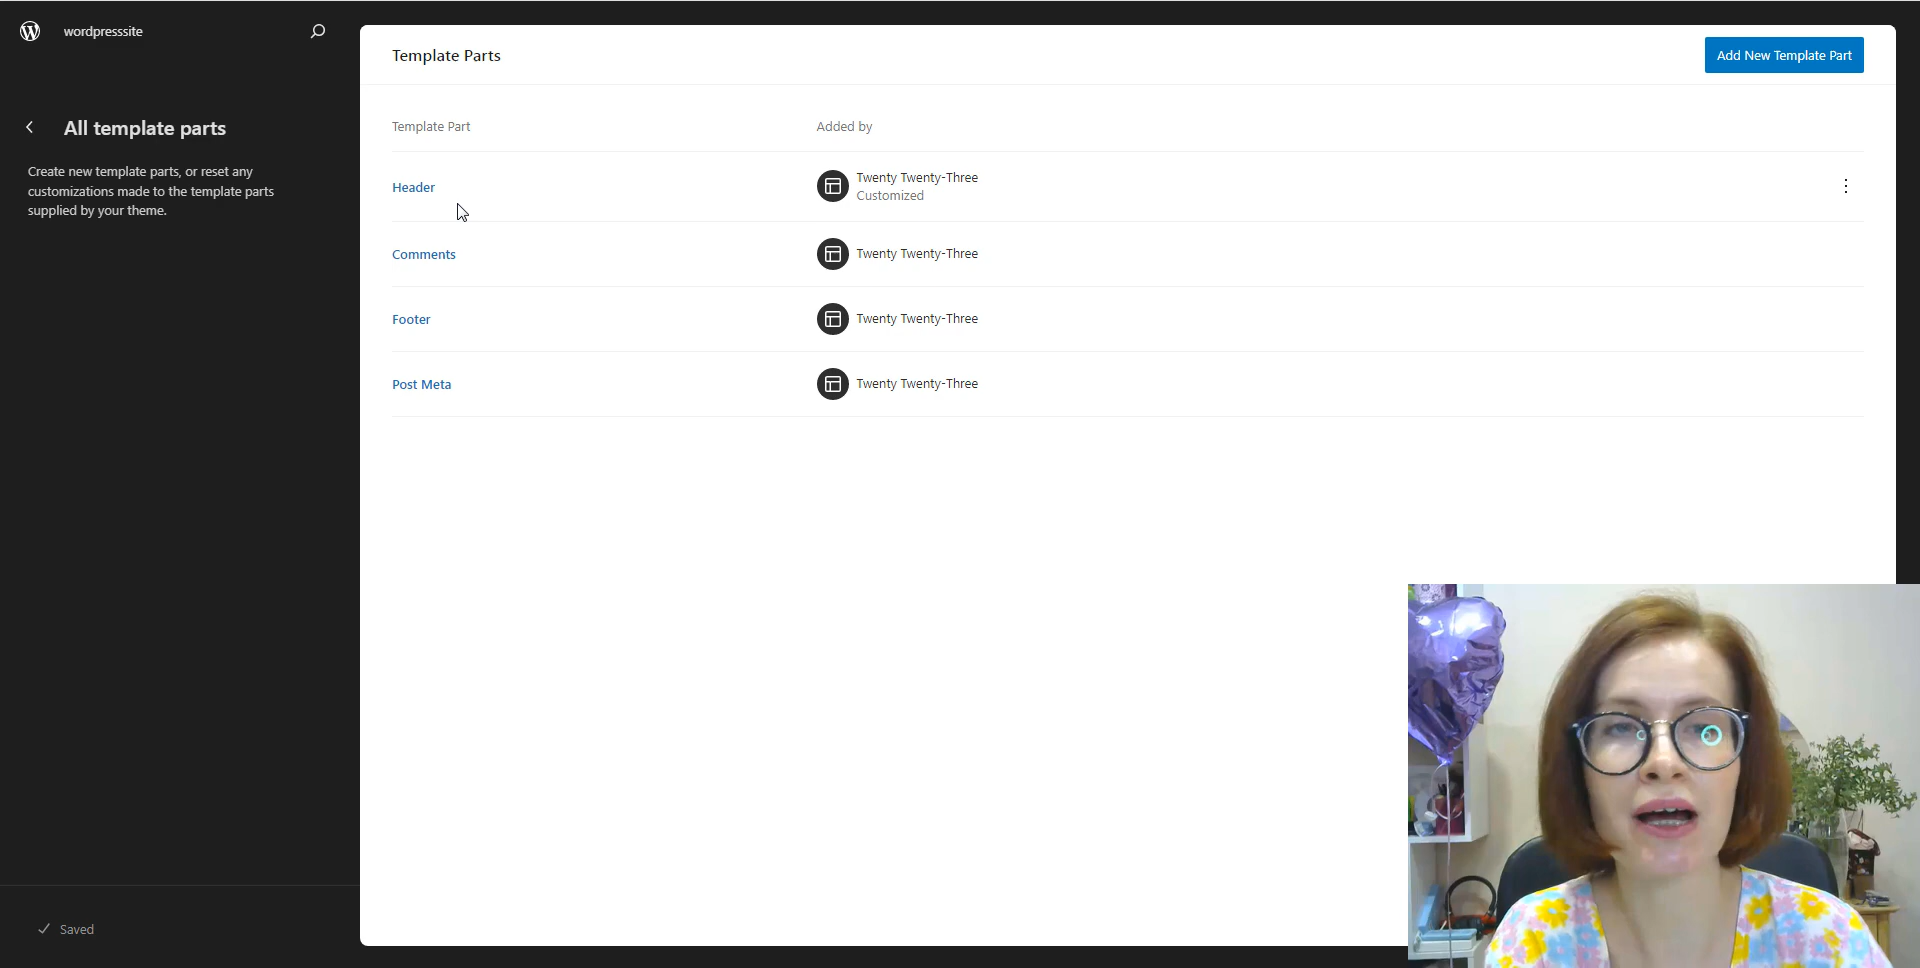 wordpresssite
All template parts
Create new template parts, or reset any
customizations made to the template parts
supplied by your theme.
Saved
Template Parts
Add New Template Part
Template Part Added by
Header Twenty Twenty-Three
Customized
Comments Twenty Twenty-Three
Footer Twenty Twenty-Three
Post Meta Twenty Twenty-Three